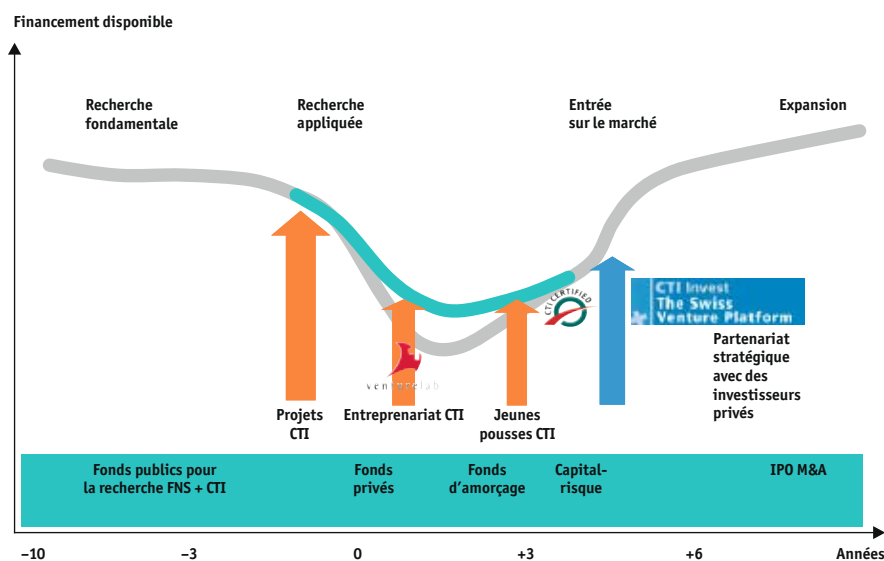 Financement disponible
Recherche
fondamentale
Recherche
appliquée
Entrée
sur le marché
Expansion
CTI CERTIFIED
CTI Invest
The Swiss
Venture Platform
Partenariat
stratégique
avec des
investisseurs
privés
venturelab
Projets
CTI
Entreprenariat CTI
Jeunes
pousses CTI
Fonds publics pour
la recherche FNS + CTI
Fonds
privés
Fonds
d'amorçage
Capital-
risque
IPO M&A
–10
–3
0
+3
+6
Années